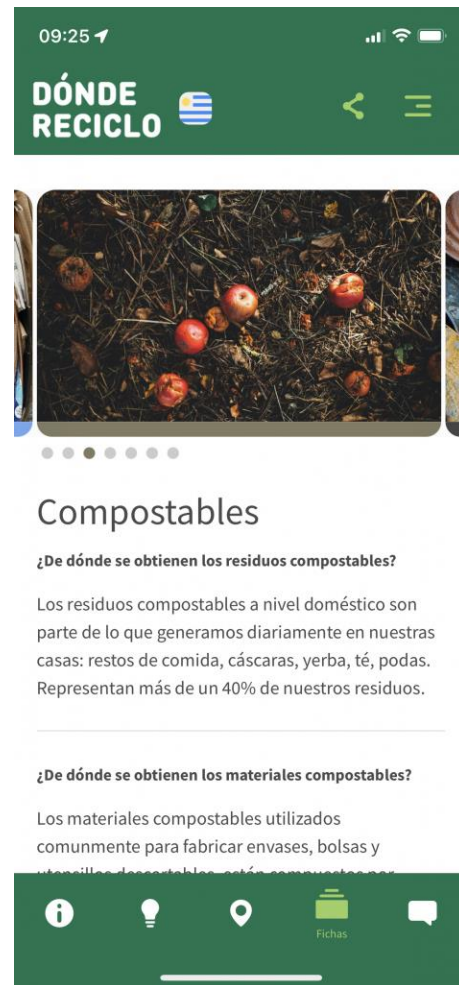 09:25
DÓNDE
RECICLO
Compostables
¿De dónde se obtienen los residuos compostables?
Los residuos compostables a nivel doméstico son
parte de lo que generamos diariamente en nuestras
casas: restos de comida, cáscaras, yerba, té, podas.
Representan más de un 40% de nuestros residuos.
¿De dónde se obtienen los materiales compostables?
Los materiales compostables utilizados
comunmente para fabricar envases, bolsas y
Fichas